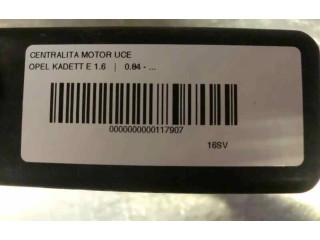 CENTRALITA MOTOR UCE
OPEL KADETT E 1.6 | 0.84 - ...
0000000000117907
16SV